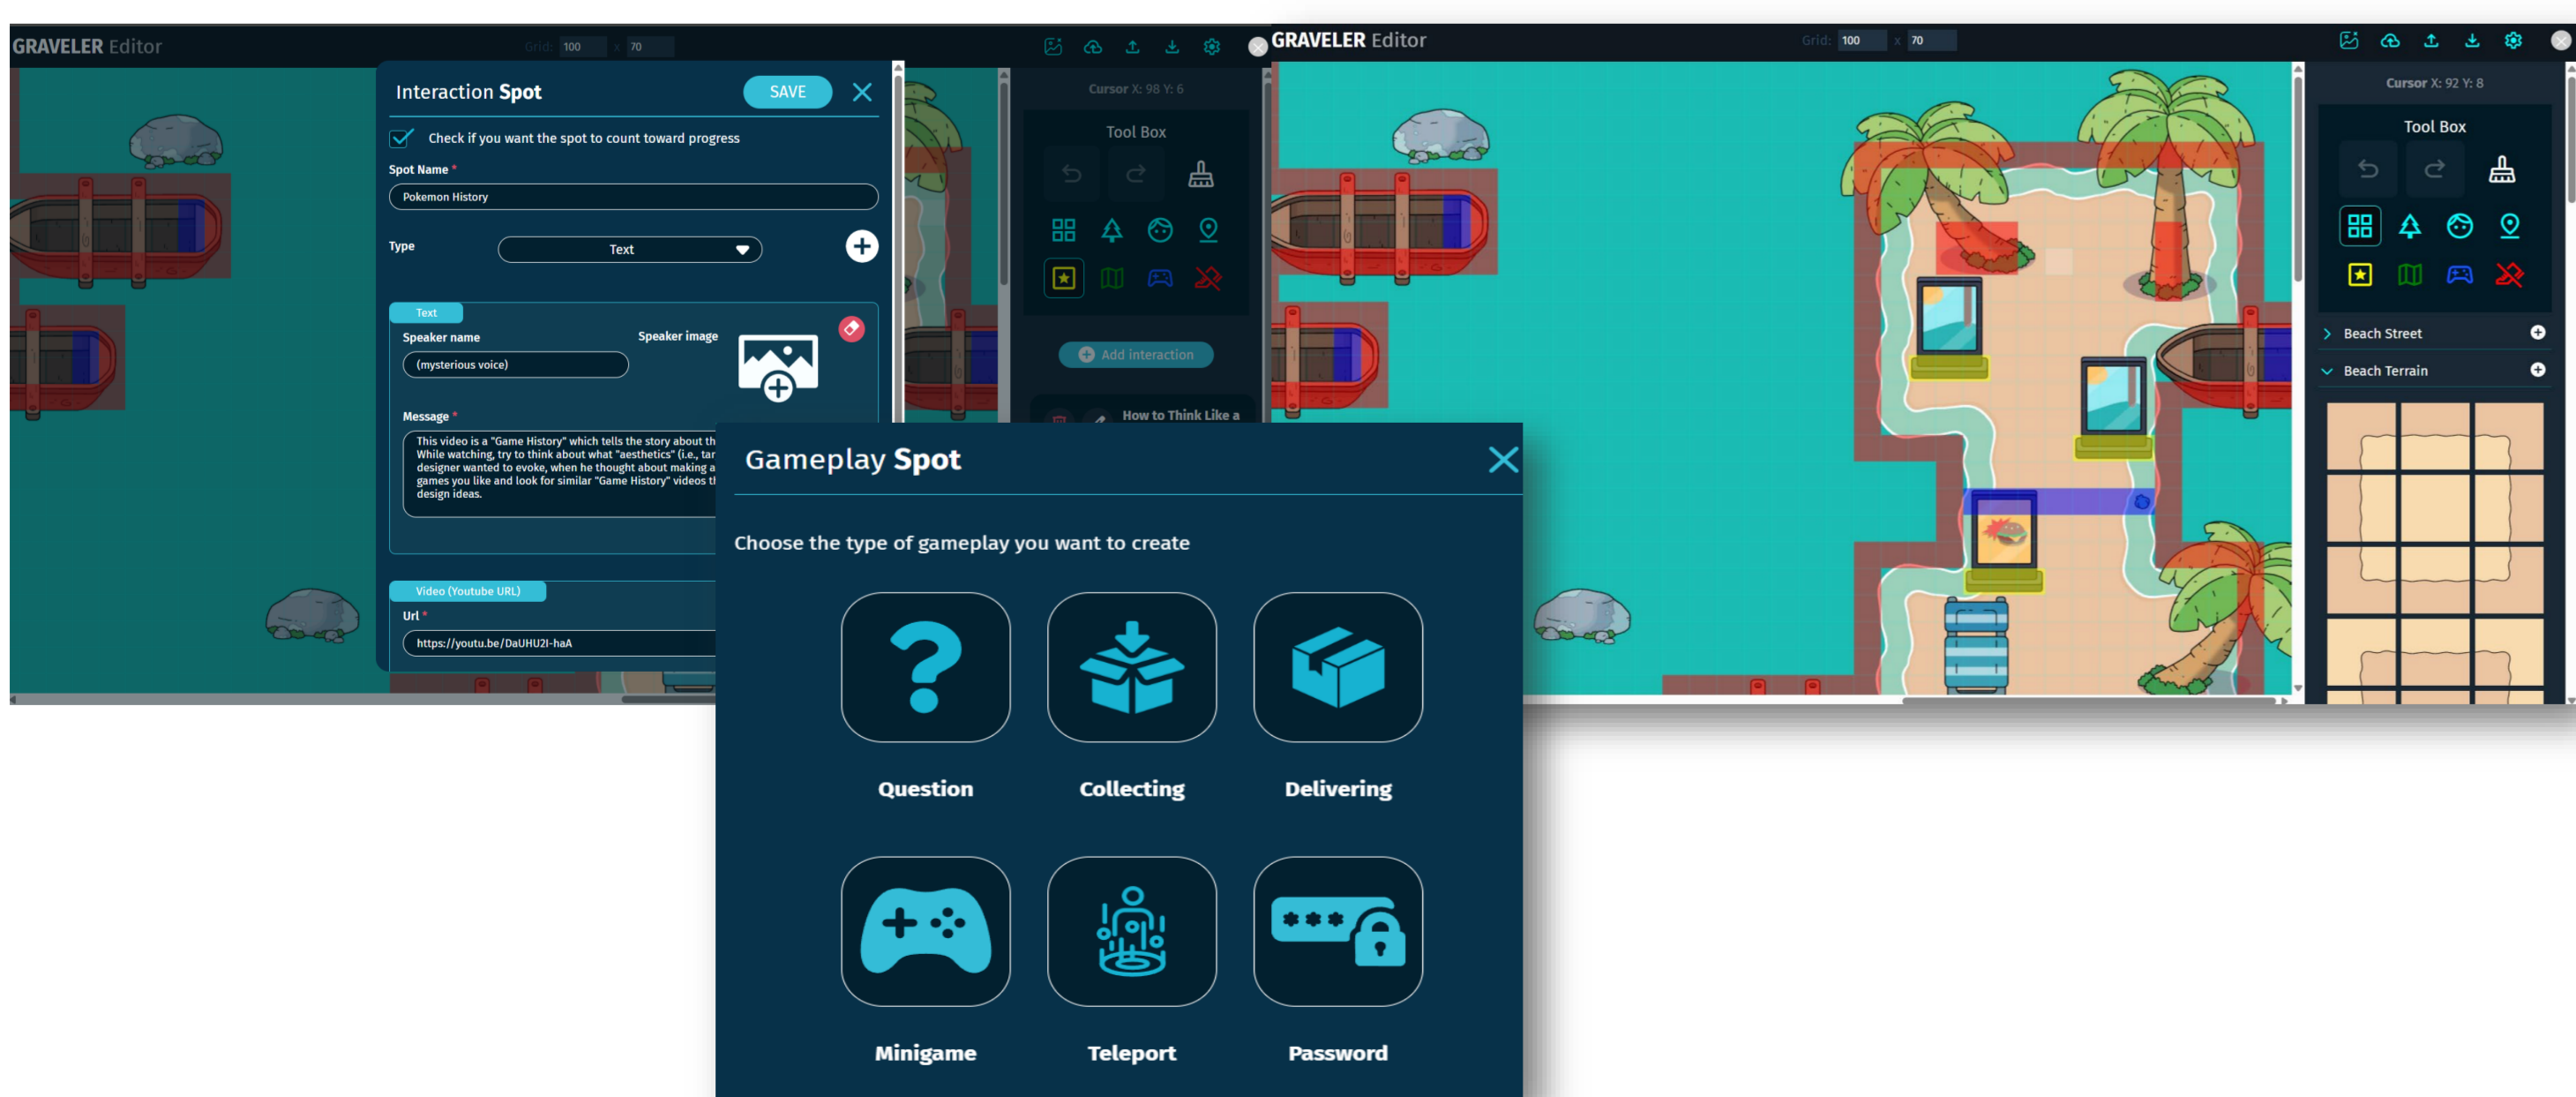 GRAVELER Editor
Grid: 100 x 70
Interaction Spot
SAVE
Check if you want the spot to count toward progress
Spot Name *
Pokemon History
Type
Text
Text
Speaker name
Speaker image
(mysterious voice)
Message *
This video is a "Game History" which tells the story about th
While watching, try to think about what "aesthetics" (i.e., tar
designer wanted to evoke, when he thought about making a
games you like and look for similar "Game History" videos th
design ideas.
Video (Youtube URL)
Url *
https://youtu.be/DaUHU2I-haA
Cursor X: 98 Y: 6
Tool Box
Add interaction
How to Think Like a
GRAVELER Editor
Grid: 100 x 70
Cursor X: 92 Y: 8
Tool Box
Beach Street
Beach Terrain
Gameplay Spot
Choose the type of gameplay you want to create
Question
Collecting
Delivering
Minigame
Teleport
Password